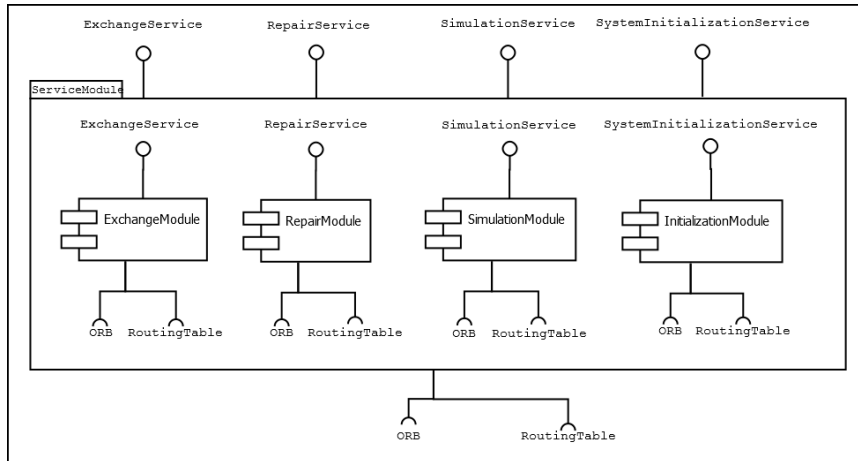 ExchangeService RepairService SimulationService SystemInitializationService
ServiceModule
ExchangeService RepairService SimulationService SystemInitializationService
ExchangeModule RepairModule SimulationModule InitializationModule
ORB RoutingTable ORB RoutingTable ORB RoutingTable ORB RoutingTable
ORB RoutingTable